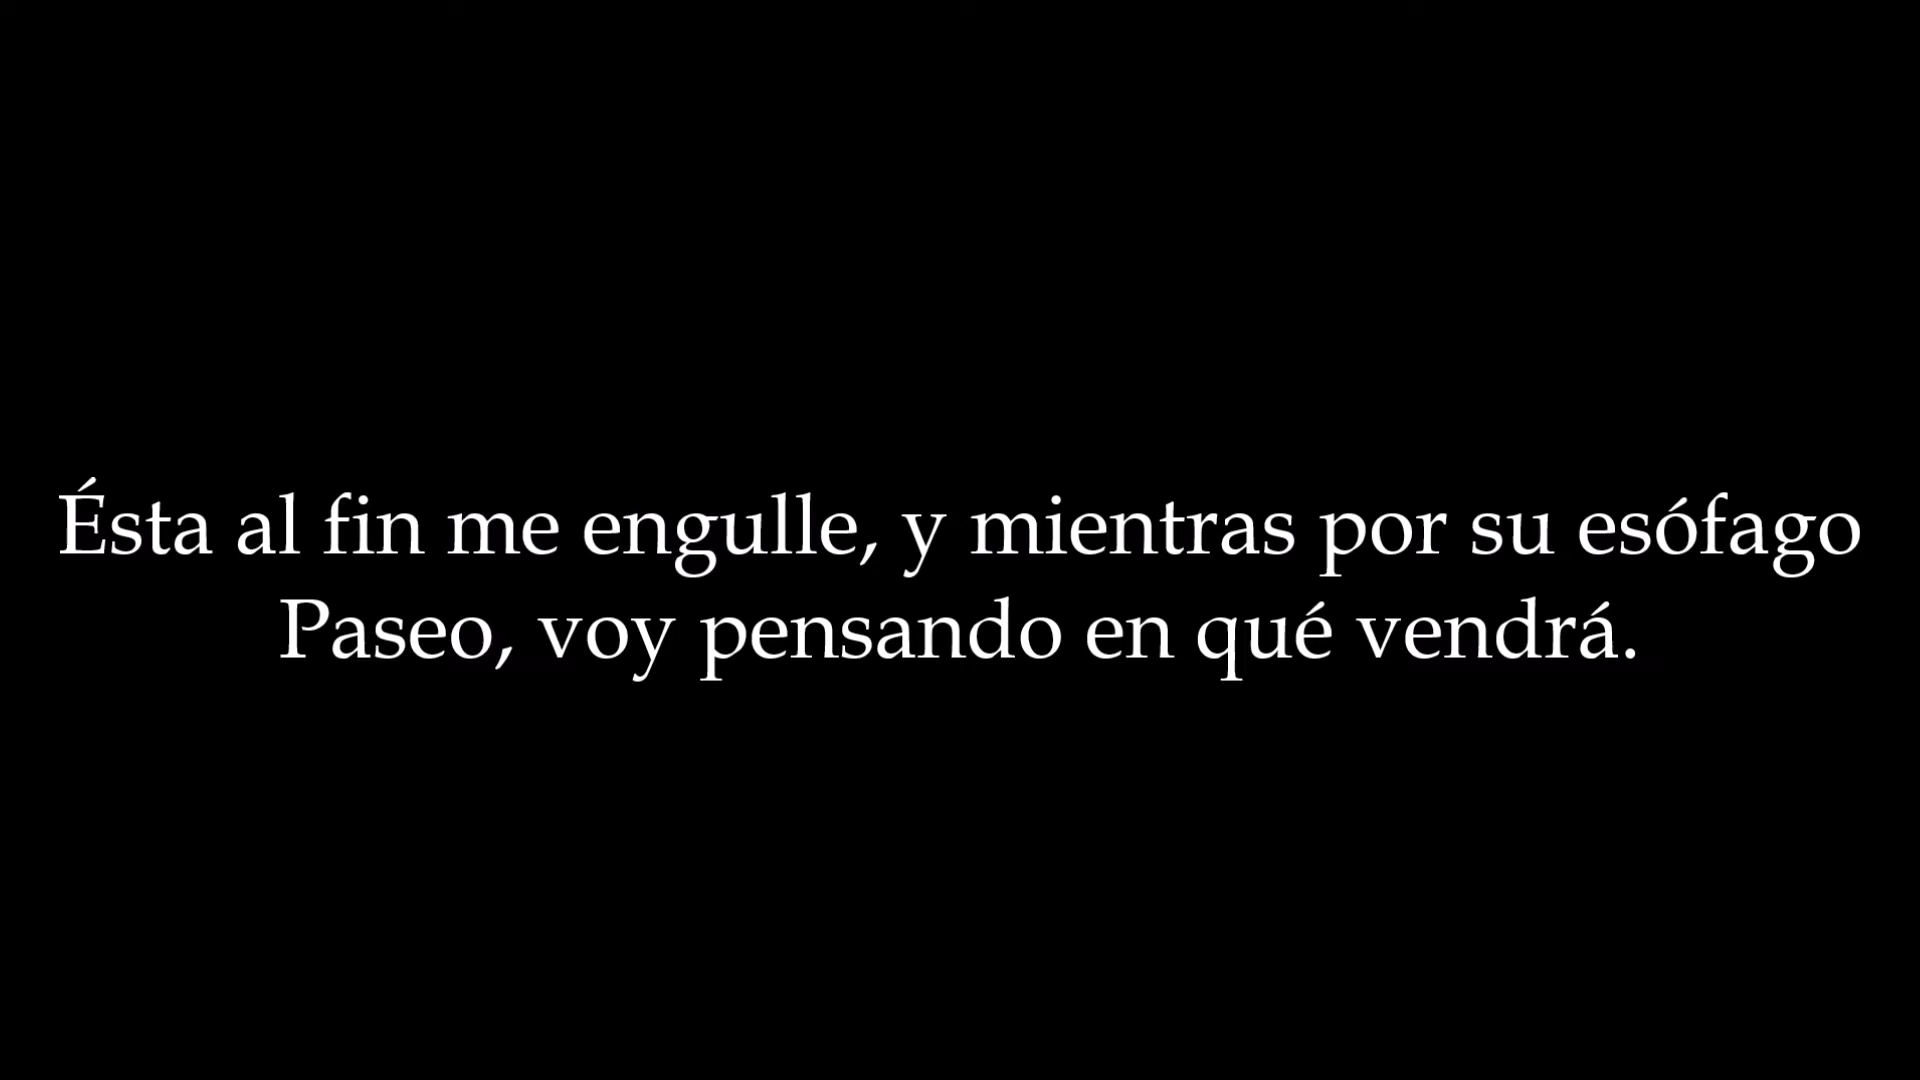 Ésta al fin me engulle, y mientras por su esófago
Paseo, voy pensando en qué vendrá.